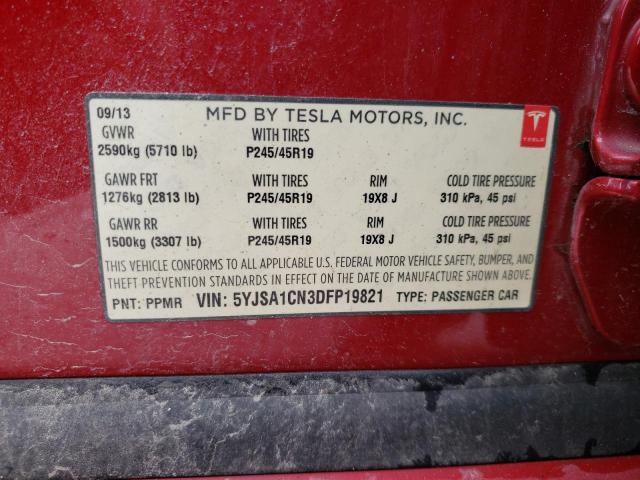 09/13 MFD BY TESLA MOTORS, INC.
GVWR WITH TIRES
2590kg (5710 lb) P245/45R19
TESLA
GAWR FRT WITH TIRES RIM COLD TIRE PRESSURE
1276kg (2813 lb) P245/45R19 19X8 J 310 kPa, 45 psi
GAWR RR WITH TIRES RIM COLD TIRE PRESSURE
1500kg (3307 lb) P245/45R19 19X8 J 310 kPa, 45 psi
THIS VEHICLE CONFORMS TO ALL APPLICABLE U.S. FEDERAL MOTOR VEHICLE SAFETY, BUMPER, AND
THEFT PREVENTION STANDARDS IN EFFECT ON THE DATE OF MANUFACTURE SHOWN ABOVE.
PNT: PPMR VIN: 5YJSA1CN3DFP19821 TYPE: PASSENGER CAR